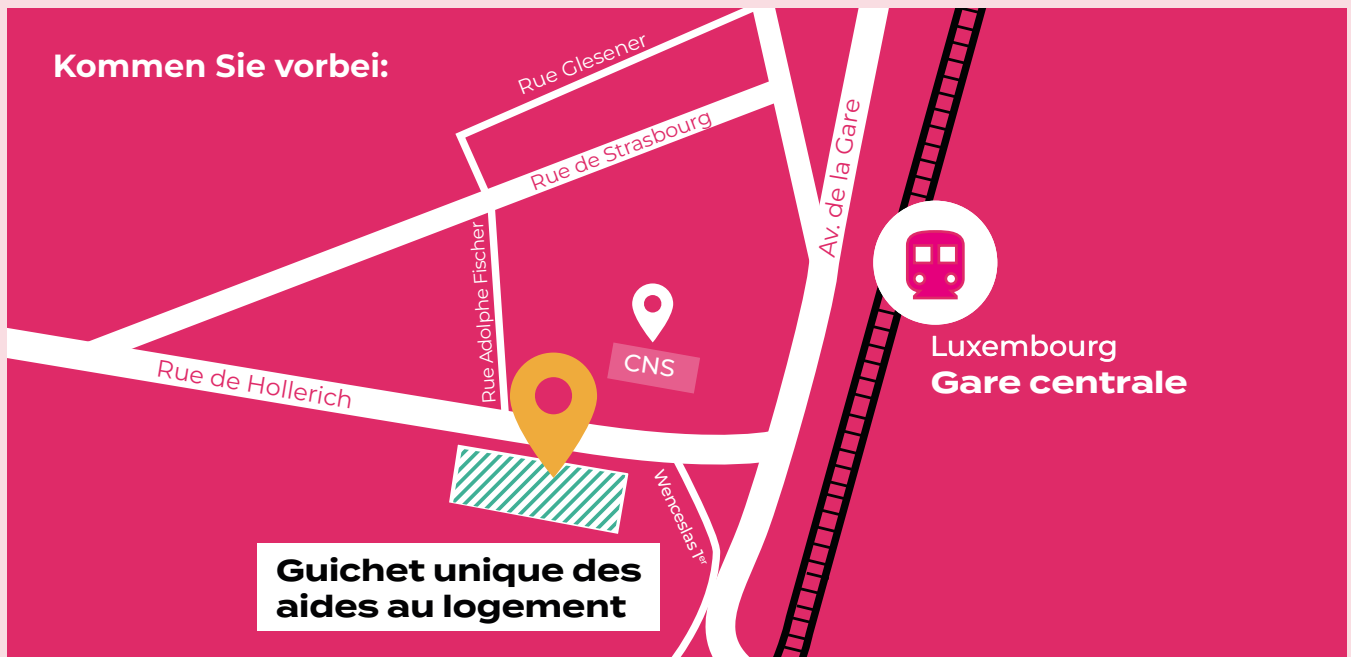 Kommen Sie vorbei:
Rue Glesener
Rue de Strasbourg
Av. de la Gare
Rue Adolphe Fischer
CNS
Luxembourg
Gare centrale
Rue de Hollerich
Wenceslas 1er
Guichet unique des
aides au logement